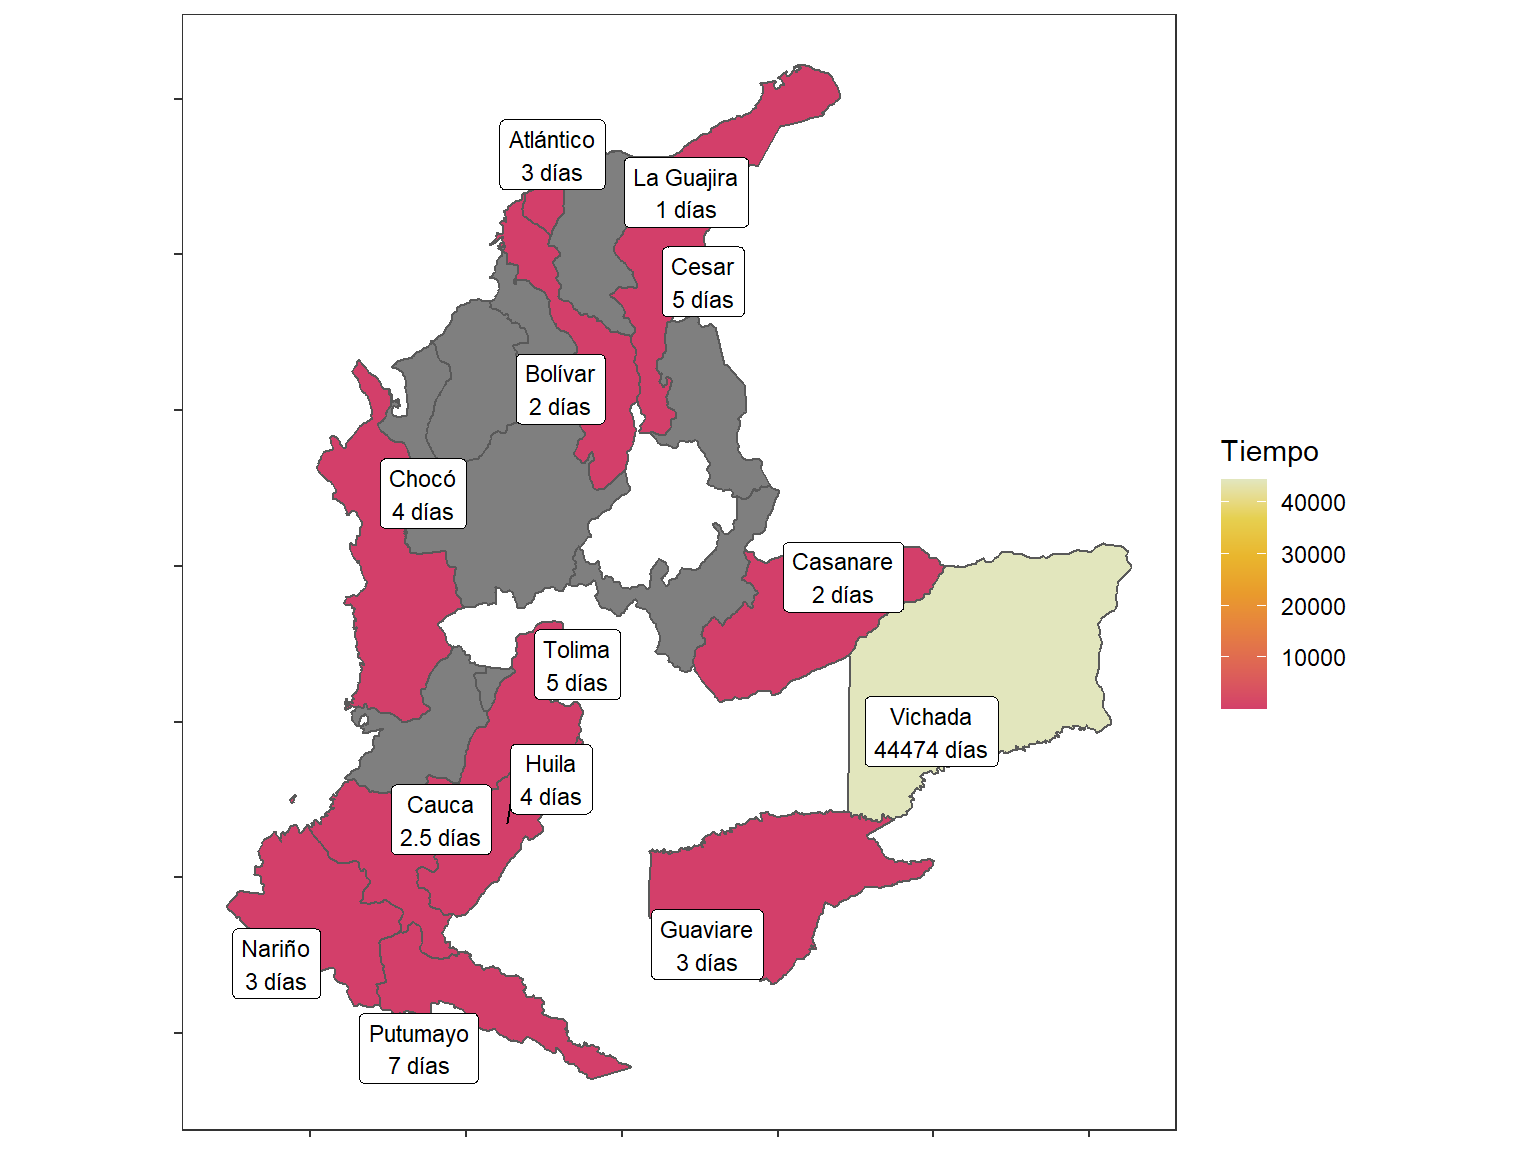 Atlántico
3 días
La Guajira
1 días
Cesar
5 días
Bolívar
2 días
Chocó
4 días
Casanare
2 días
Tolima
5 días
Vichada
44474 días
Huila
4 días
Cauca
2.5 días
Guaviare
3 días
Nariño
3 días
Putumayo
7 días
Tiempo
40000
30000
20000
10000